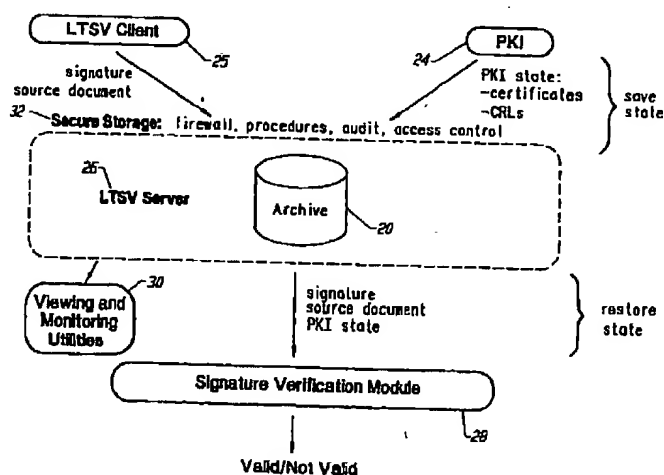 LTSV Client
25
signature
source document
24
PKI
PKI state:
-certificates
-CRLs
save
state
32
Secure Storage: firewall, procedures, audit, access control
26
LTSV Server
Archive
20
30
Viewing and
Monitoring
Utilities
signature
source document
PKI state
restore
state
Signature Verification Module
28
Valid/Not Valid